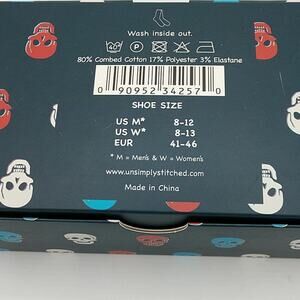 Wash inside out.
40°
80% Combed Cotton 17% Polyester 3% Elastane
0 90952 34257 0
SHOE SIZE
US M* 8-12
US W* 8-13
EUR 41-46
* M = Men's & W = Women's
www.unsimplystitched.com
Made in China